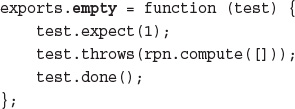 exports.empty = function (test) {
    test.expect(1);
    test.throws(rpn.compute([]));
    test.done();
};